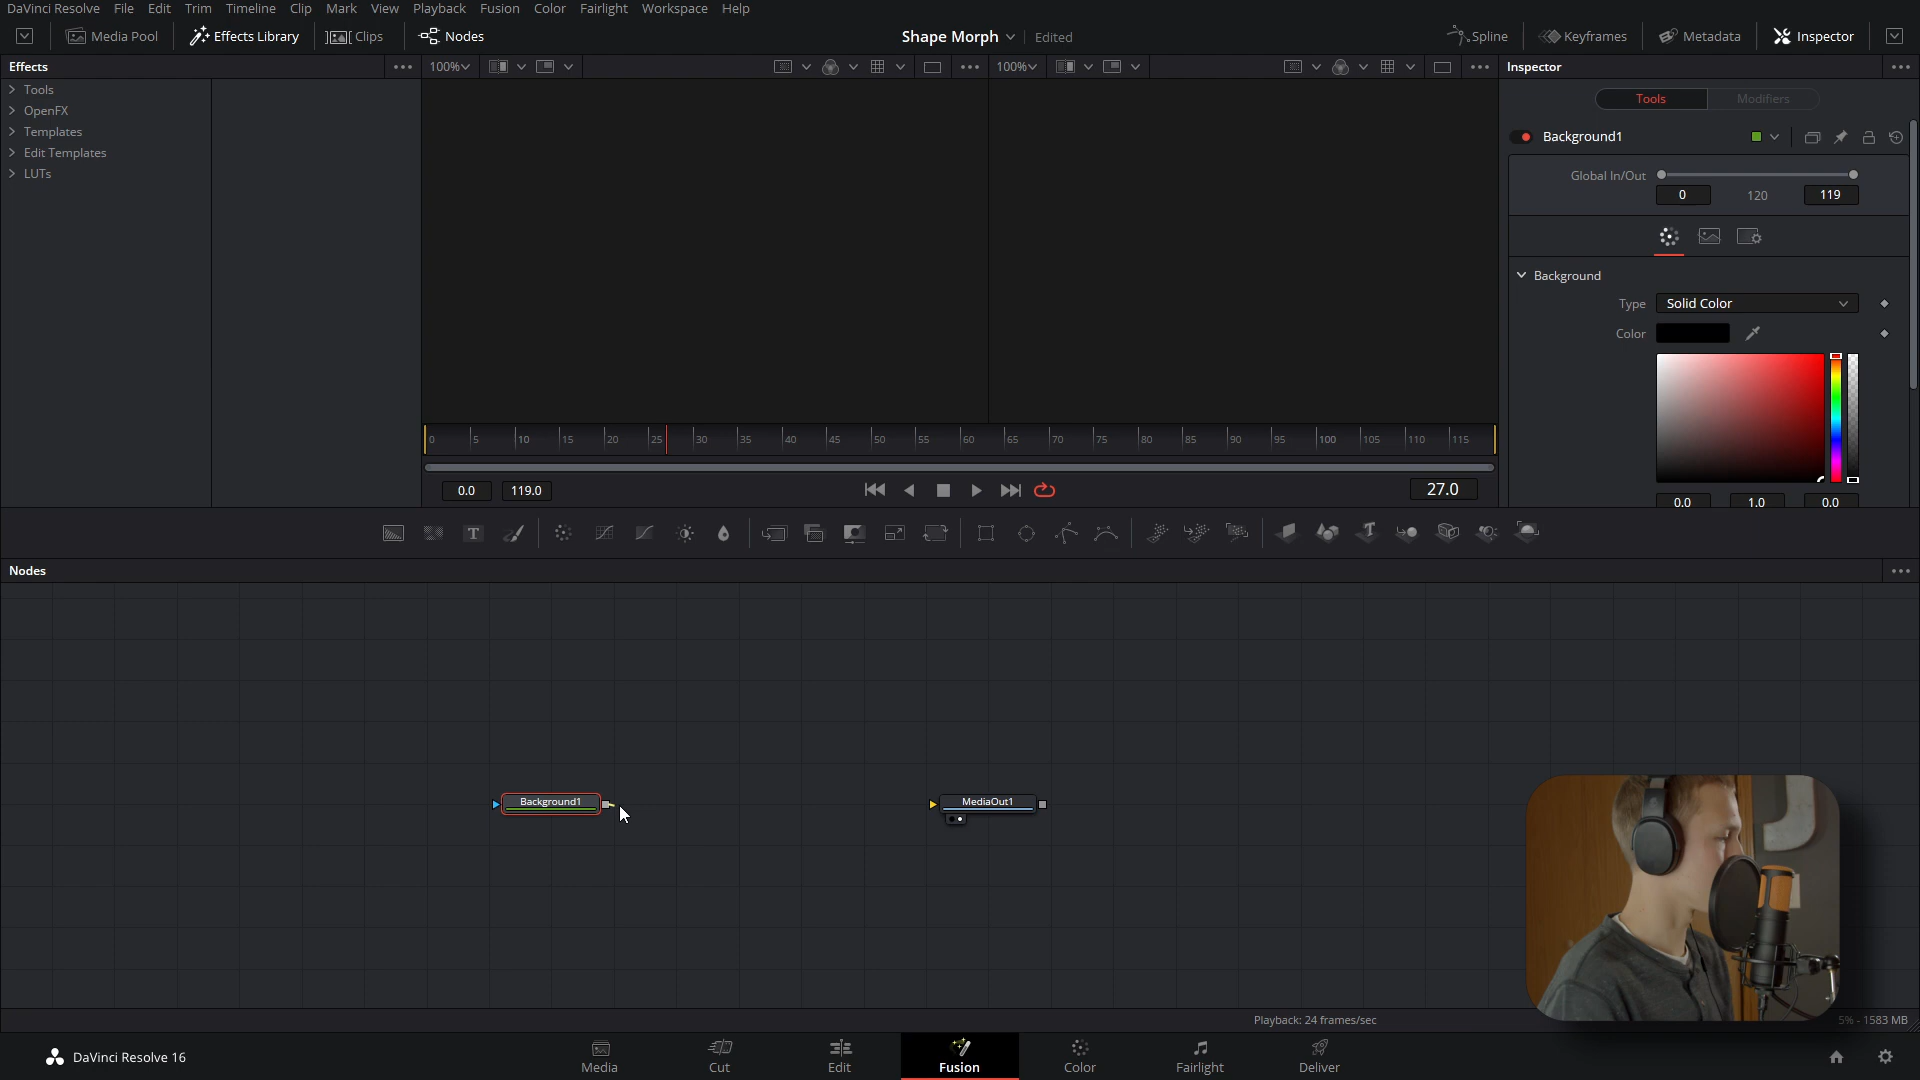 DaVinci Resolve File Edit Trim Timeline Clip Mark View Playback Fusion Color Fairlight Workspace Help
Media Pool Effects Library Clips Nodes Shape Morph Edited Spline Keyframes Metadata Inspector
Effects 100% 100% Inspector
Tools
OpenFX
Templates
Edit Templates
LUTs
Tools Modifiers
Background1
Global In/Out
0 120 119
Background
Type Solid Color
Color
0.0 1.0 0.0
0 5 10 15 20 25 30 35 40 45 50 55 60 65 70 75 80 85 90 95 100 105 110 115
0.0 119.0 27.0
Nodes
Background1 MediaOut1
Playback: 24 frames/sec 5% - 1583 MB
DaVinci Resolve 16
Media Cut Edit Fusion Color Fairlight Deliver